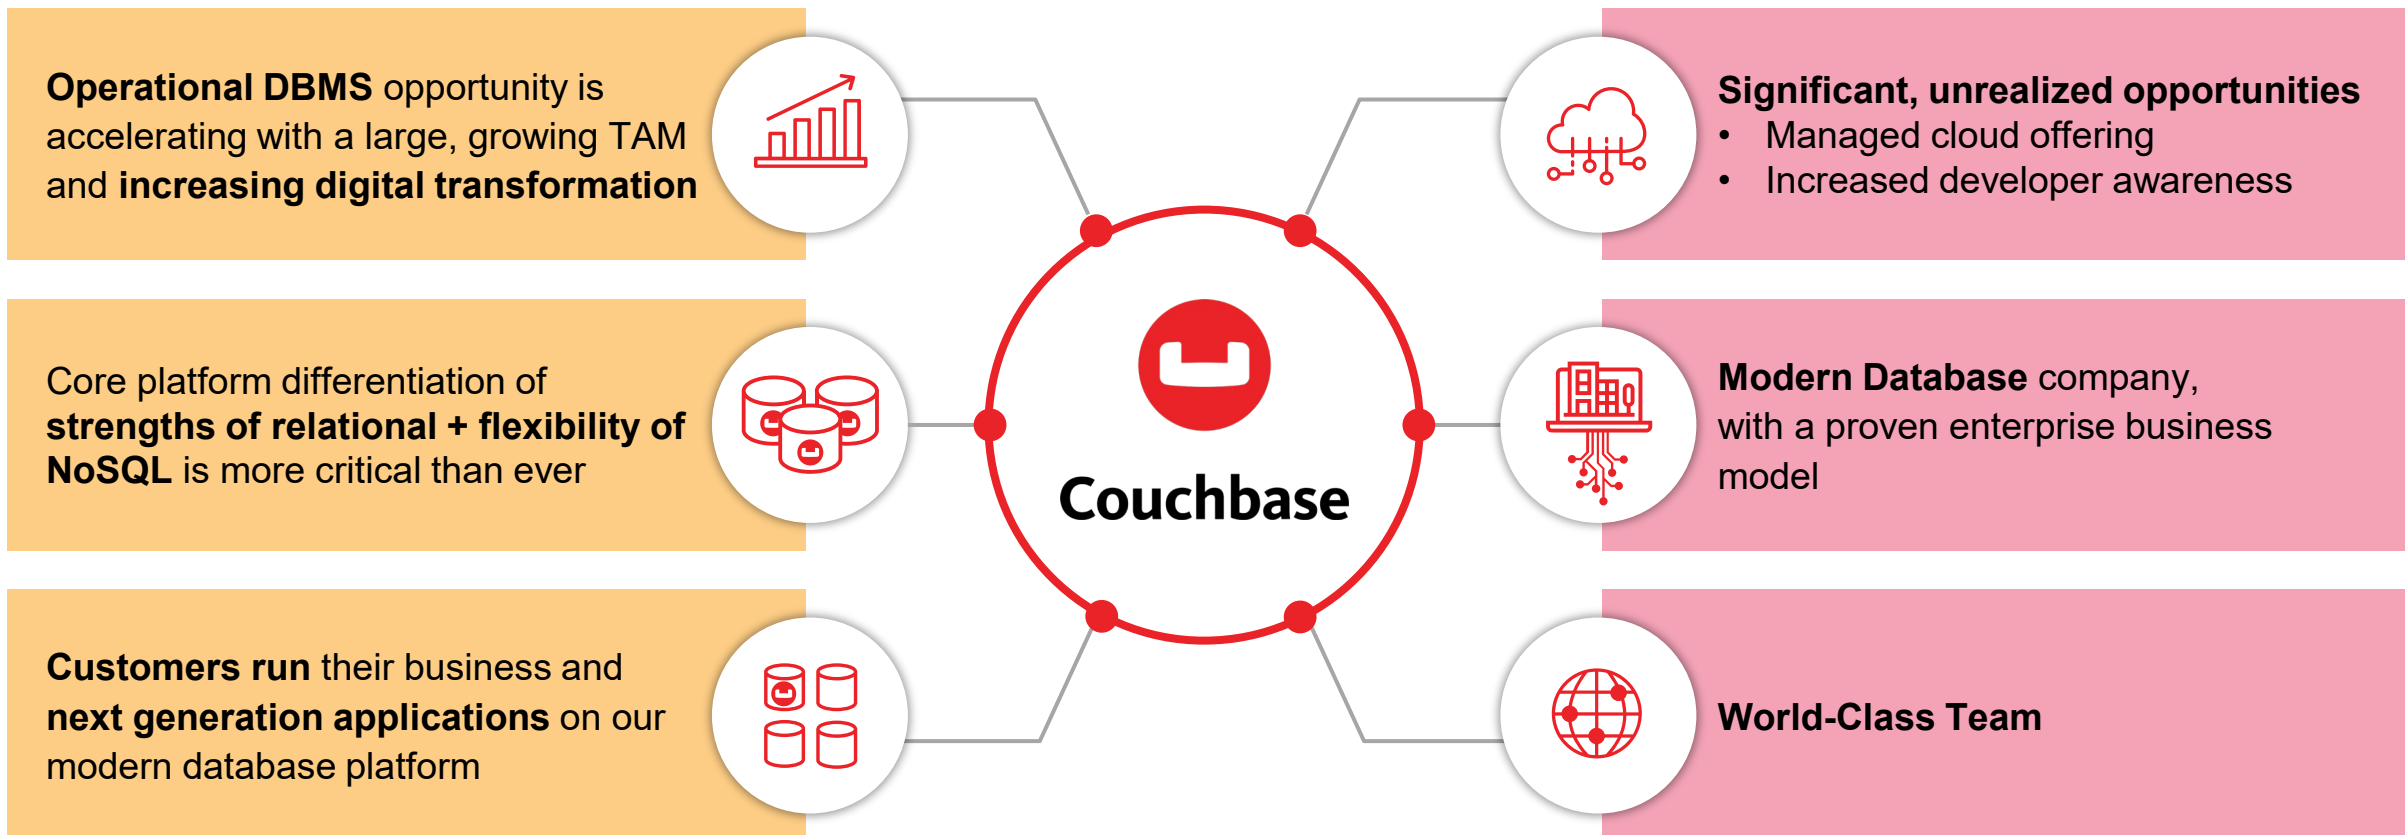 Operational DBMS opportunity is
accelerating with a large, growing TAM
and increasing digital transformation
Core platform differentiation of
strengths of relational + flexibility of
NoSQL is more critical than ever
Customers run their business and
next generation applications on our
modern database platform
Couchbase
Significant, unrealized opportunities
• Managed cloud offering
• Increased developer awareness
Modern Database company,
with a proven enterprise business
model
World-Class Team